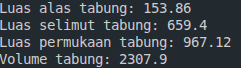 Luas alas tabung: 153.86
Luas selimut tabung: 659.4
Luas permukaan tabung: 967.12
Volume tabung: 2307.9